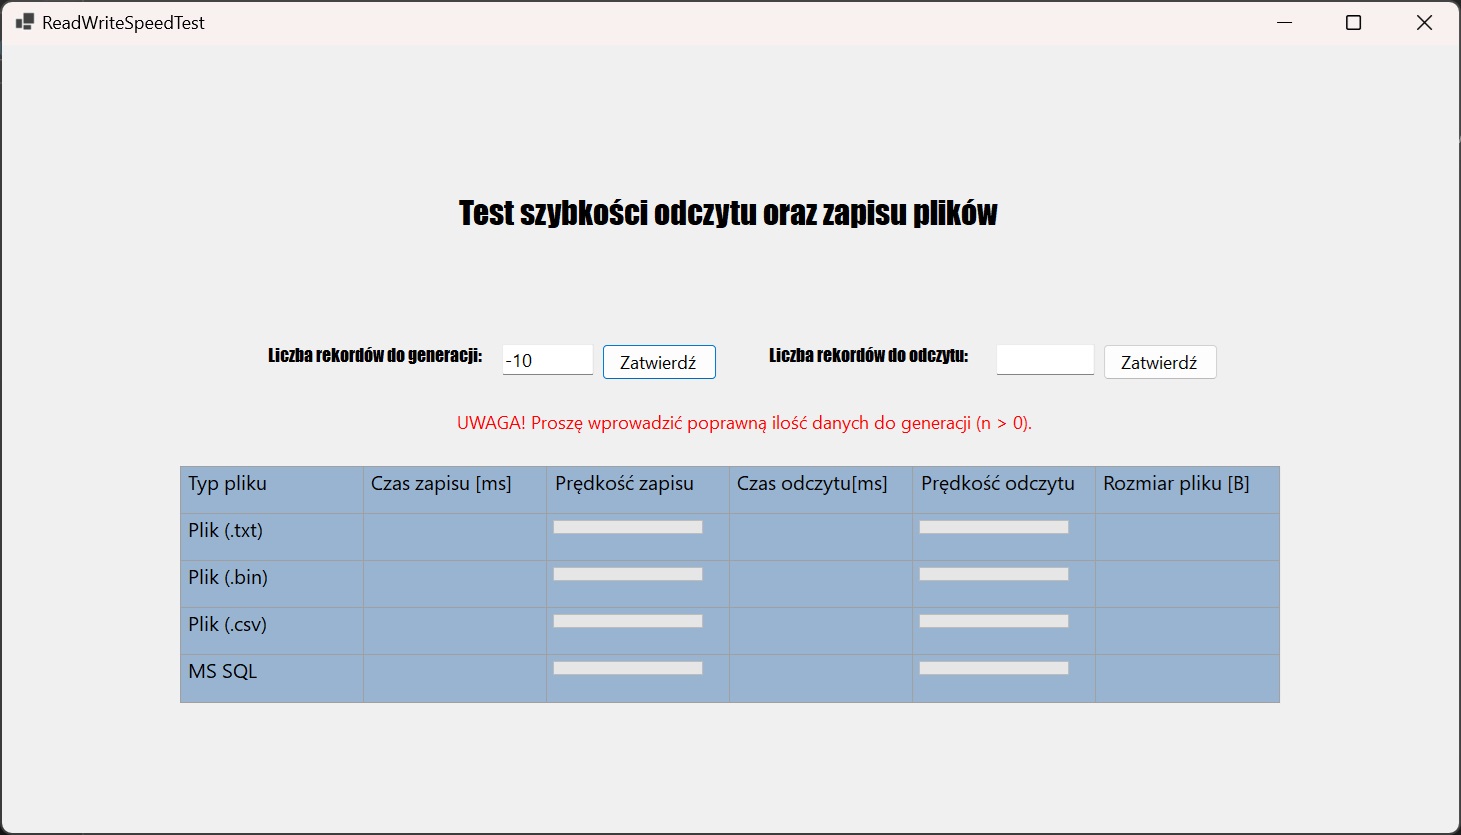 ReadWriteSpeedTest
Test szybkości odczytu oraz zapisu plików
Liczba rekordów do generacji: -10 Zatwierdź Liczba rekordów do odczytu: Zatwierdź
UWAGA! Proszę wprowadzić poprawną ilość danych do generacji (n > 0).
Typ pliku Czas zapisu [ms] Prędkość zapisu Czas odczytu[ms] Prędkość odczytu Rozmiar pliku [B]
Plik (.txt)
Plik (.bin)
Plik (.csv)
MS SQL